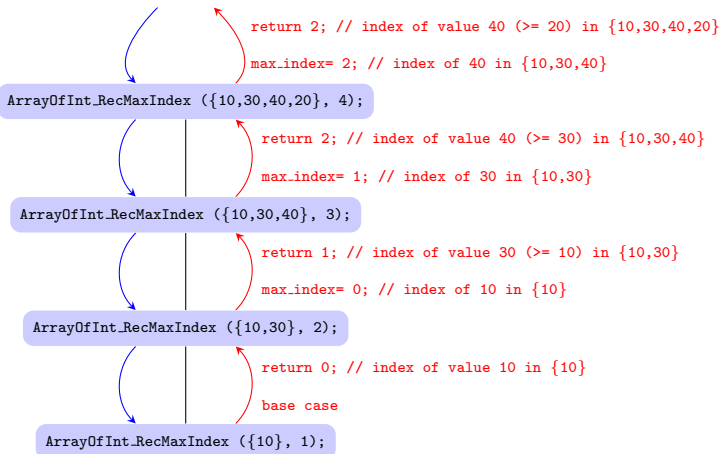 return 2; // index of value 40 (>= 20) in {10,30,40,20}
max_index= 2; // index of 40 in {10,30,40}
ArrayOfInt_RecMaxIndex ({10,30,40,20}, 4);
return 2; // index of value 40 (>= 30) in {10,30,40}
max_index= 1; // index of 30 in {10,30}
ArrayOfInt_RecMaxIndex ({10,30,40}, 3);
return 1; // index of value 30 (>= 10) in {10,30}
max_index= 0; // index of 10 in {10}
ArrayOfInt_RecMaxIndex ({10,30}, 2);
return 0; // index of value 10 in {10}
base case
ArrayOfInt_RecMaxIndex ({10}, 1);